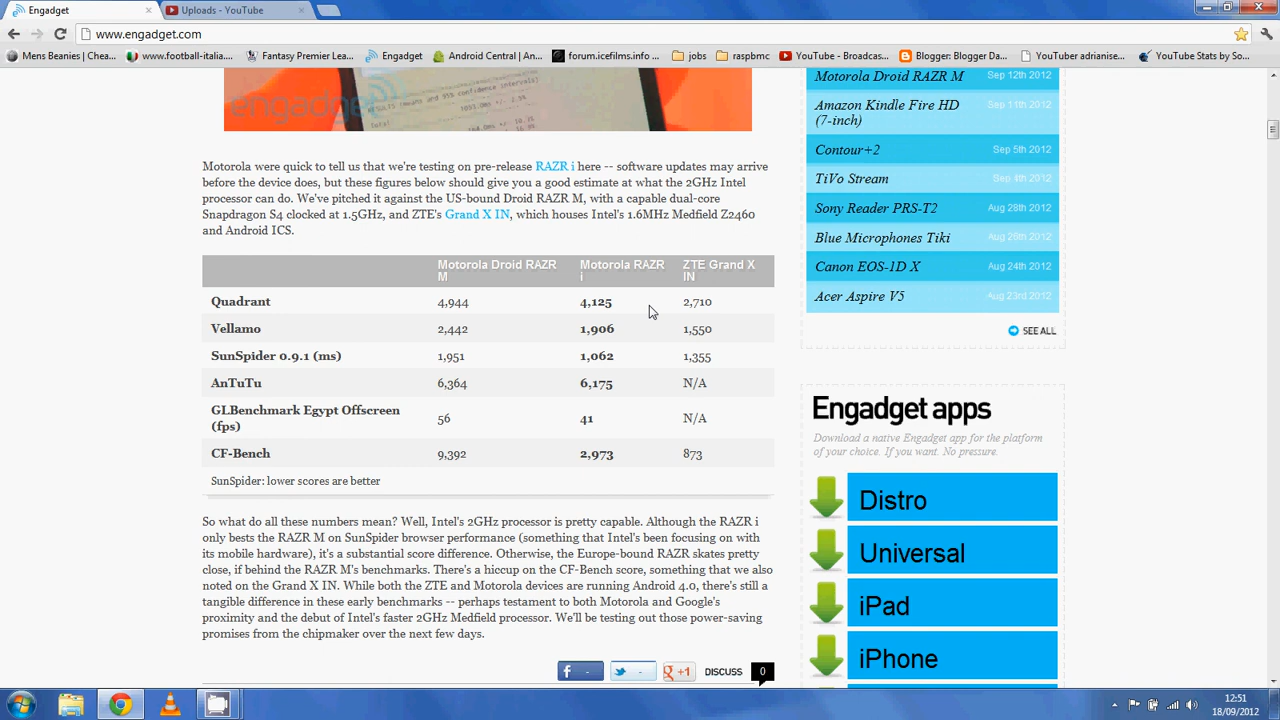 Engadget
Uploads - YouTube
www.engadget.com
Mens Beanies | Chea...
www.football-italia....
Fantasy Premier Lea...
Engadget
Android Central | An...
forum.icefilms.info •...
jobs
raspbmc
YouTube - Broadcas...
Blogger: Blogger Da...
YouTuber adrianise...
YouTube Stats by So...
engadget
Motorola were quick to tell us that we're testing on pre-release RAZR i here -- software updates may arrive
before the device does, but these figures below should give you a good estimate at what the 2GHz Intel
processor can do. We've pitched it against the US-bound Droid RAZR M, with a capable dual-core
Snapdragon S4 clocked at 1.5GHz, and ZTE's Grand X IN, which houses Intel's 1.6MHz Medfield Z2460
and Android ICS.
Motorola Droid RAZR M Motorola RAZR i ZTE Grand X IN
Quadrant 4,944 4,125 2,710
Vellamo 2,442 1,906 1,550
SunSpider 0.9.1 (ms) 1,951 1,062 1,355
AnTuTu 6,364 6,175 N/A
GLBenchmark Egypt Offscreen
(fps) 56 41 N/A
CF-Bench 9,392 2,973 873
SunSpider: lower scores are better
So what do all these numbers mean? Well, Intel's 2GHz processor is pretty capable. Although the RAZR i
only bests the RAZR M on SunSpider browser performance (something that Intel's been focusing on with
its mobile hardware), it's a substantial score difference. Otherwise, the Europe-bound RAZR skates pretty
close, if behind the RAZR M's benchmarks. There's a hiccup on the CF-Bench score, something that we also
noted on the Grand X IN. While both the ZTE and Motorola devices are running Android 4.0, there's still a
tangible difference in these early benchmarks -- perhaps testament to both Motorola and Google's
proximity and the debut of Intel's faster 2GHz Medfield processor. We'll be testing out those power-saving
promises from the chipmaker over the next few days.
f -
-
+1
DISCUSS 0
Motorola Droid RAZR M Sep 12th 2012
Amazon Kindle Fire HD
(7-inch) Sep 11th 2012
Contour+2 Sep 5th 2012
TiVo Stream Sep 4th 2012
Sony Reader PRS-T2 Aug 28th 2012
Blue Microphones Tiki Aug 26th 2012
Canon EOS-1D X Aug 24th 2012
Acer Aspire V5 Aug 23rd 2012
SEE ALL
Engadget apps
Download a native Engadget app for the platform
of your choice. If you want. No pressure.
Distro
Universal
iPad
iPhone
12:51
18/09/2012